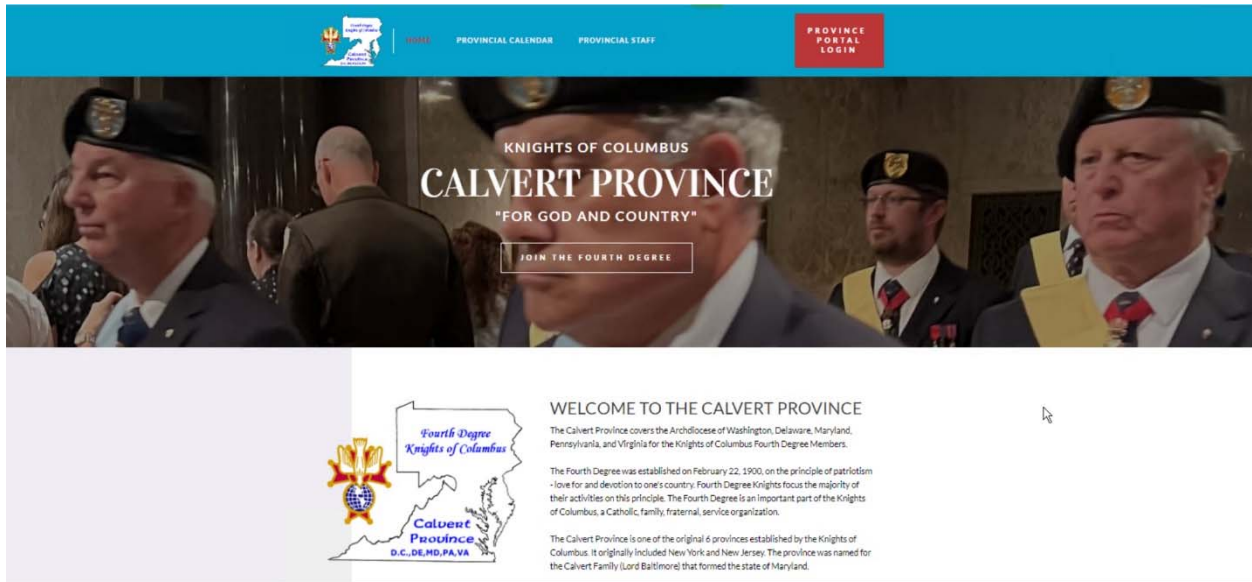 HOME
PROVINCIAL CALENDAR
PROVINCIAL STAFF
PROVINCE
PORTAL
LOGIN
KNIGHTS OF COLUMBUS
CALVERT PROVINCE
"FOR GOD AND COUNTRY"
JOIN THE FOURTH DEGREE
Fourth Degree
Knights of Columbus
Calvert
Province
D.C.,DE,MD,PA,VA
WELCOME TO THE CALVERT PROVINCE
The Calvert Province covers the Archdiocese of Washington, Delaware, Maryland,
Pennsylvania, and Virginia for the Knights of Columbus Fourth Degree Members.
The Fourth Degree was established on February 22, 1900, on the principle of patriotism
- love for and devotion to one's country. Fourth Degree Knights focus the majority of
their activities on this principle. The Fourth Degree is an important part of the Knights
of Columbus, a Catholic, family, fraternal, service organization.
The Calvert Province is one of the original 6 provinces established by the Knights of
Columbus. It originally included New York and New Jersey. The province was named for
the Calvert Family (Lord Baltimore) that formed the state of Maryland.